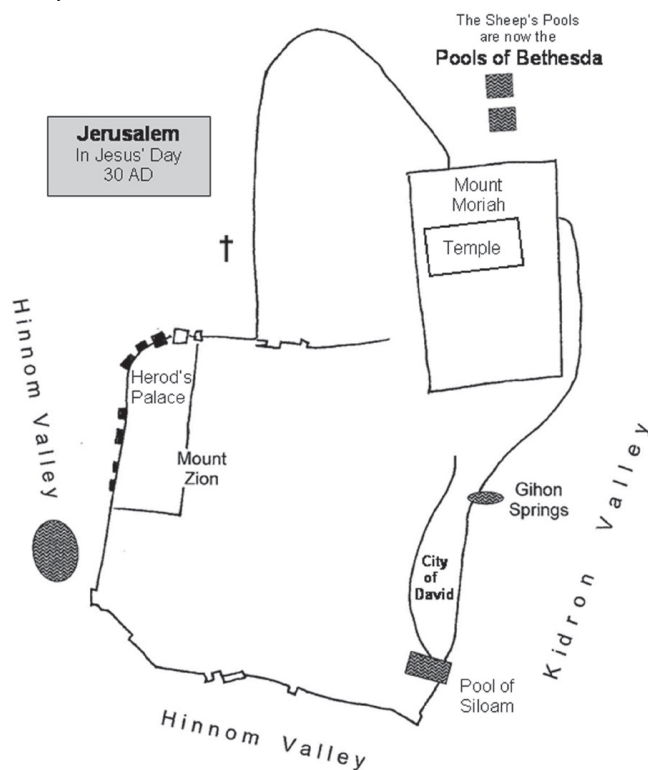 The Sheep's Pools
are now the
Pools of Bethesda
Jerusalem
In Jesus' Day
30 AD
Mount
Moriah
Temple
Hinnom Valley
Herod's
Palace
Mount
Zion
Gihon
Springs
Kidron Valley
City
of
David
Pool of
Siloam
Hinnom Valley